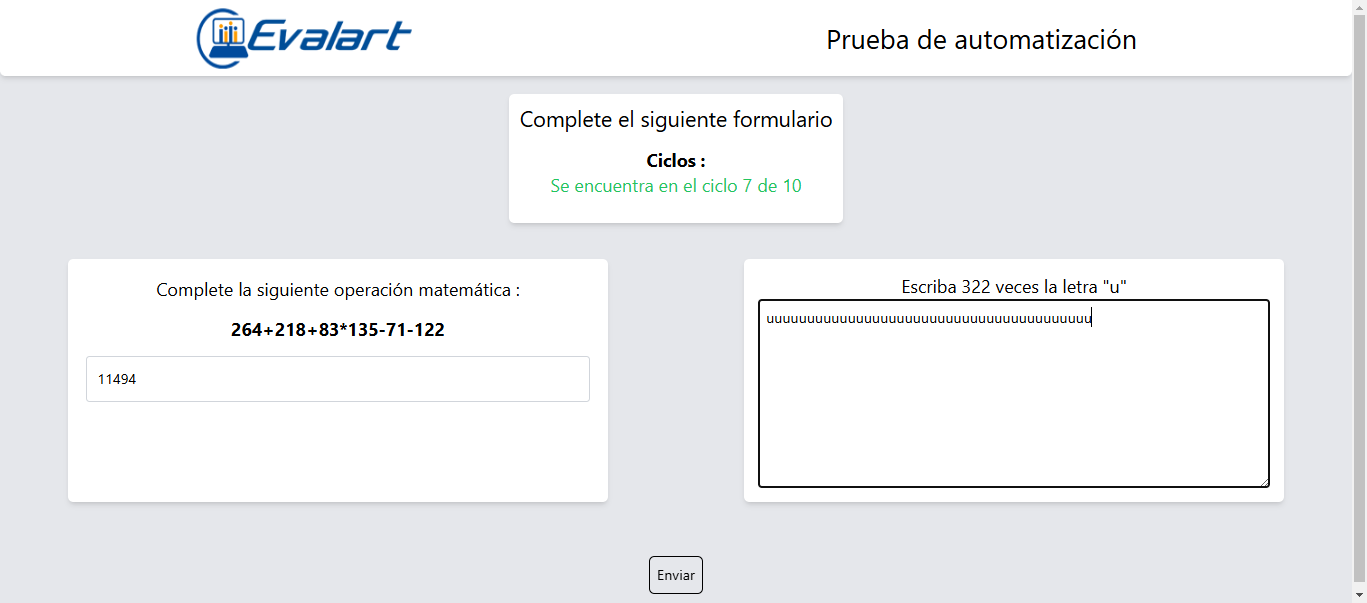 Evalart
Prueba de automatización
Complete el siguiente formulario
Ciclos :
Se encuentra en el ciclo 7 de 10
Complete la siguiente operación matemática :
264+218+83*135-71-122
11494
Escriba 322 veces la letra "u"
uuuuuuuuuuuuuuuuuuuuuuuuuuuuuuuuuuuuuuuu
Enviar